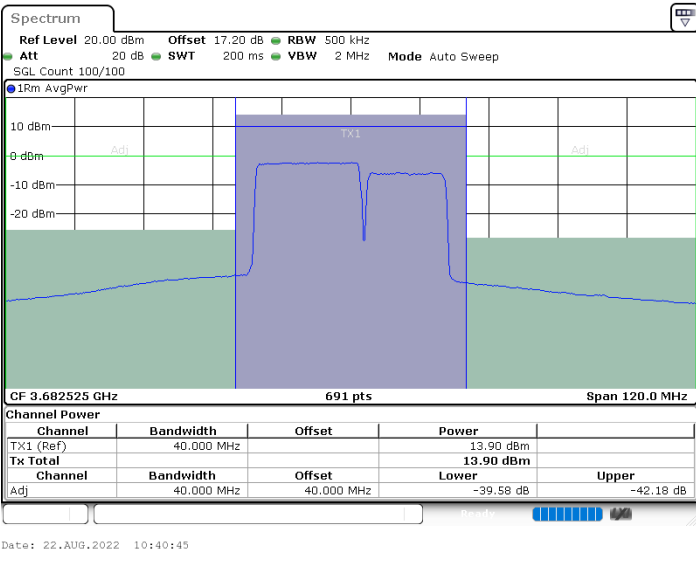 Spectrum
Ref Level 20.00 dBm Offset 17.20 dB RBW 500 kHz
Att 20 dB SWT 200 ms VBW 2 MHz Mode Auto Sweep
SGL Count 100/100
1Rm AvgPwr
10 dBm
TX1
Adj Adj
0 dBm
-10 dBm
-20 dBm
CF 3.682525 GHz 691 pts Span 120.0 MHz
Channel Power
Channel Bandwidth Offset Power
TX1 (Ref) 40.000 MHz 13.90 dBm
Tx Total 13.90 dBm
Channel Bandwidth Offset Lower Upper
Adj 40.000 MHz 40.000 MHz -39.58 dB -42.18 dB
Ready
Date: 22.AUG.2022 10:40:45